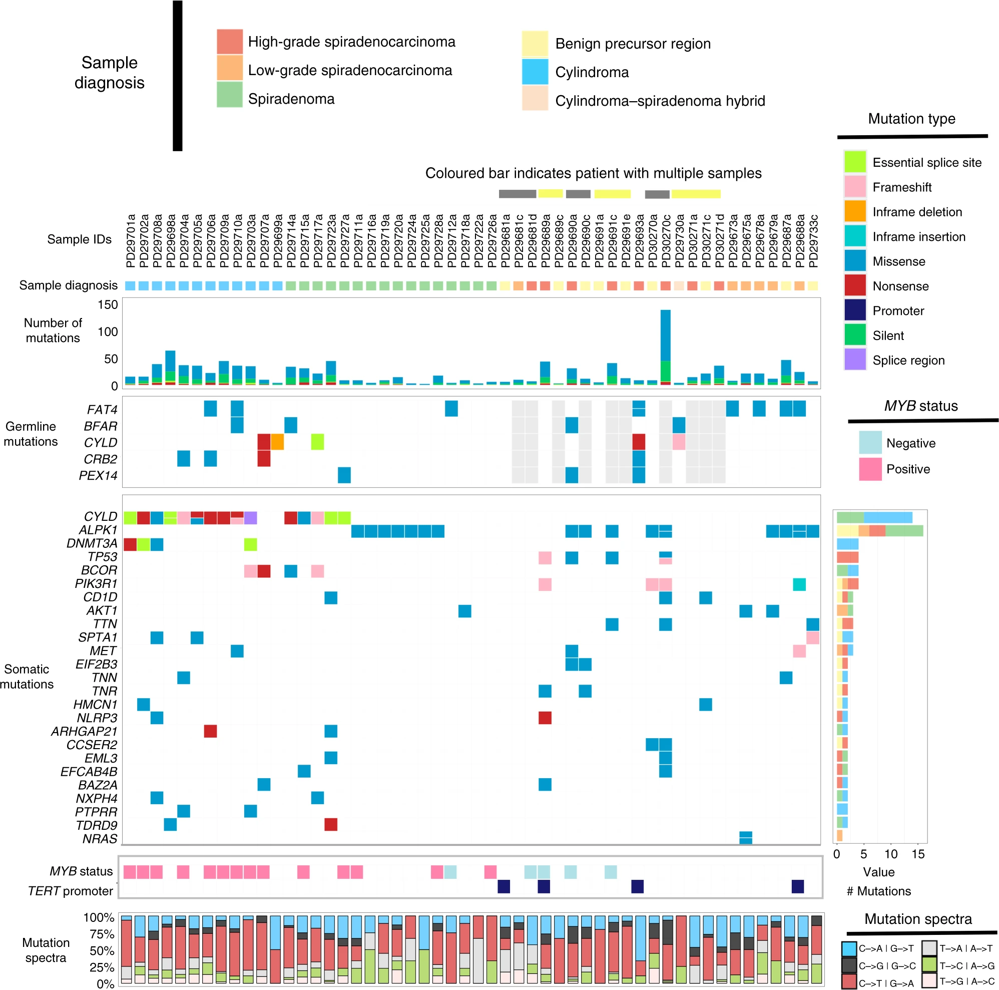 Sample
diagnosis
High-grade spiradenocarcinoma
Low-grade spiradenocarcinoma
Spiradenoma
Benign precursor region
Cylindroma
Cylindroma–spiradenoma hybrid
Mutation type
Essential splice site
Frameshift
Inframe deletion
Inframe insertion
Missense
Nonsense
Promoter
Silent
Splice region
Coloured bar indicates patient with multiple samples
Sample IDs
PD29701a
PD29702a
PD29708a
PD29698a
PD29704a
PD29705a
PD29706a
PD29709a
PD29710a
PD29703a
PD29707a
PD29699a
PD29714a
PD29715a
PD29717a
PD29723a
PD29727a
PD29711a
PD29716a
PD29719a
PD29720a
PD29724a
PD29725a
PD29728a
PD29712a
PD29718a
PD29722a
PD29726a
PD29681a
PD29681c
PD29681d
PD29689a
PD29689c
PD29690a
PD29690c
PD29691a
PD29691c
PD29691e
PD29693a
PD30270a
PD30270c
PD29730a
PD30271a
PD30271c
PD30271d
PD29673a
PD29675a
PD29678a
PD29679a
PD29687a
PD29688a
PD29733c
Sample diagnosis
Number of
mutations
150
100
50
0
Germline
mutations
FAT4
BFAR
CYLD
CRB2
PEX14
MYB status
Negative
Positive
Somatic
mutations
CYLD
ALPK1
DNMT3A
TP53
BCOR
PIK3R1
CD1D
AKT1
TTN
SPTA1
MET
EIF2B3
TNN
TNR
HMCN1
NLRP3
ARHGAP21
CCSER2
EML3
EFCAB4B
BAZ2A
NXPH4
PTPRR
TDRD9
NRAS
0 5 10 15
Value
# Mutations
MYB status
TERT promoter
Mutation
spectra
100%
75%
50%
25%
0%
Mutation spectra
C–>A | G–>T
C–>G | G–>C
C–>T | G–>A
T–>A | A–>T
T–>C | A–>G
T–>G | A–>C